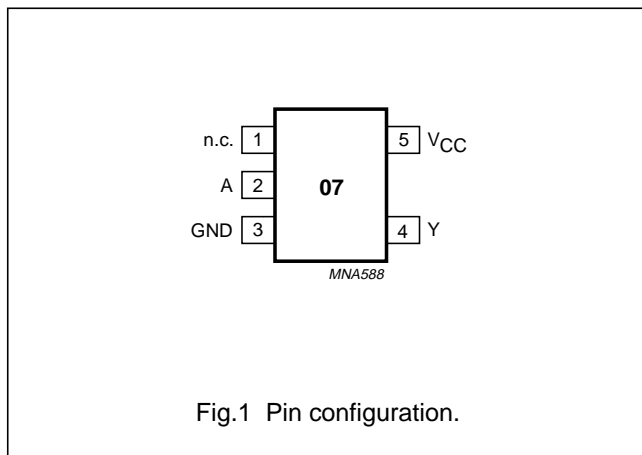 n.c. 1 5 VCC
A 2 07
GND 3 4 Y
MNA588
Fig.1 Pin configuration.